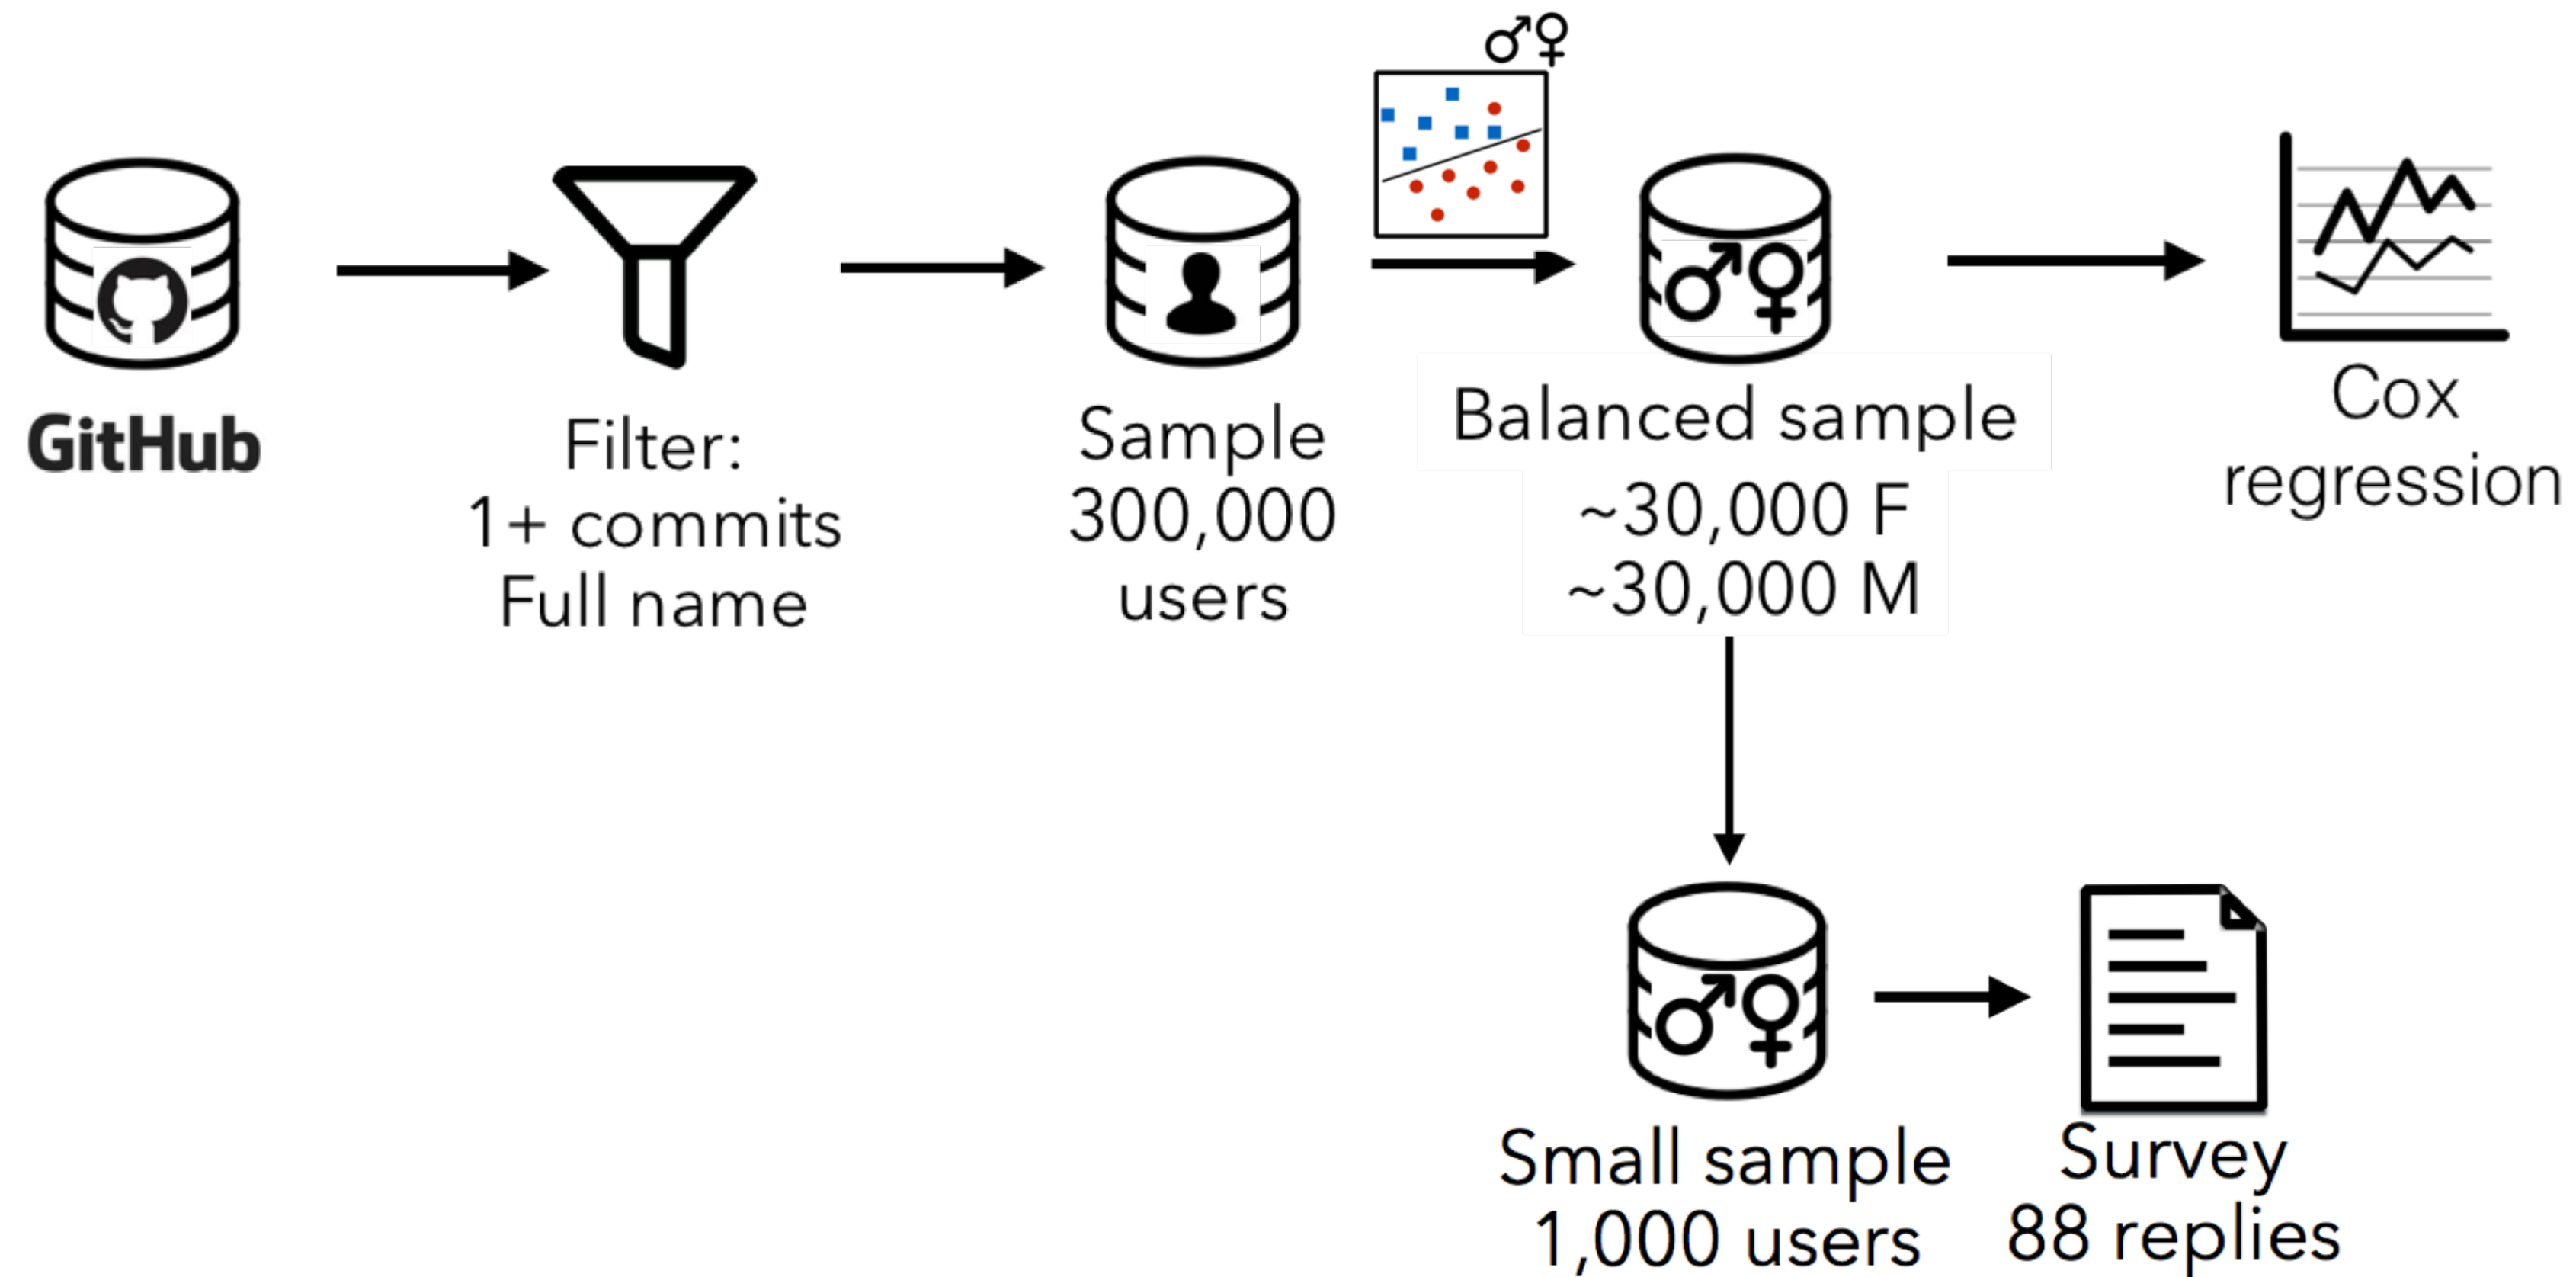 GitHub
Filter:
1+ commits
Full name
Sample
300,000
users
Balanced sample
~30,000 F
~30,000 M
Cox
regression
Small sample
1,000 users
Survey
88 replies